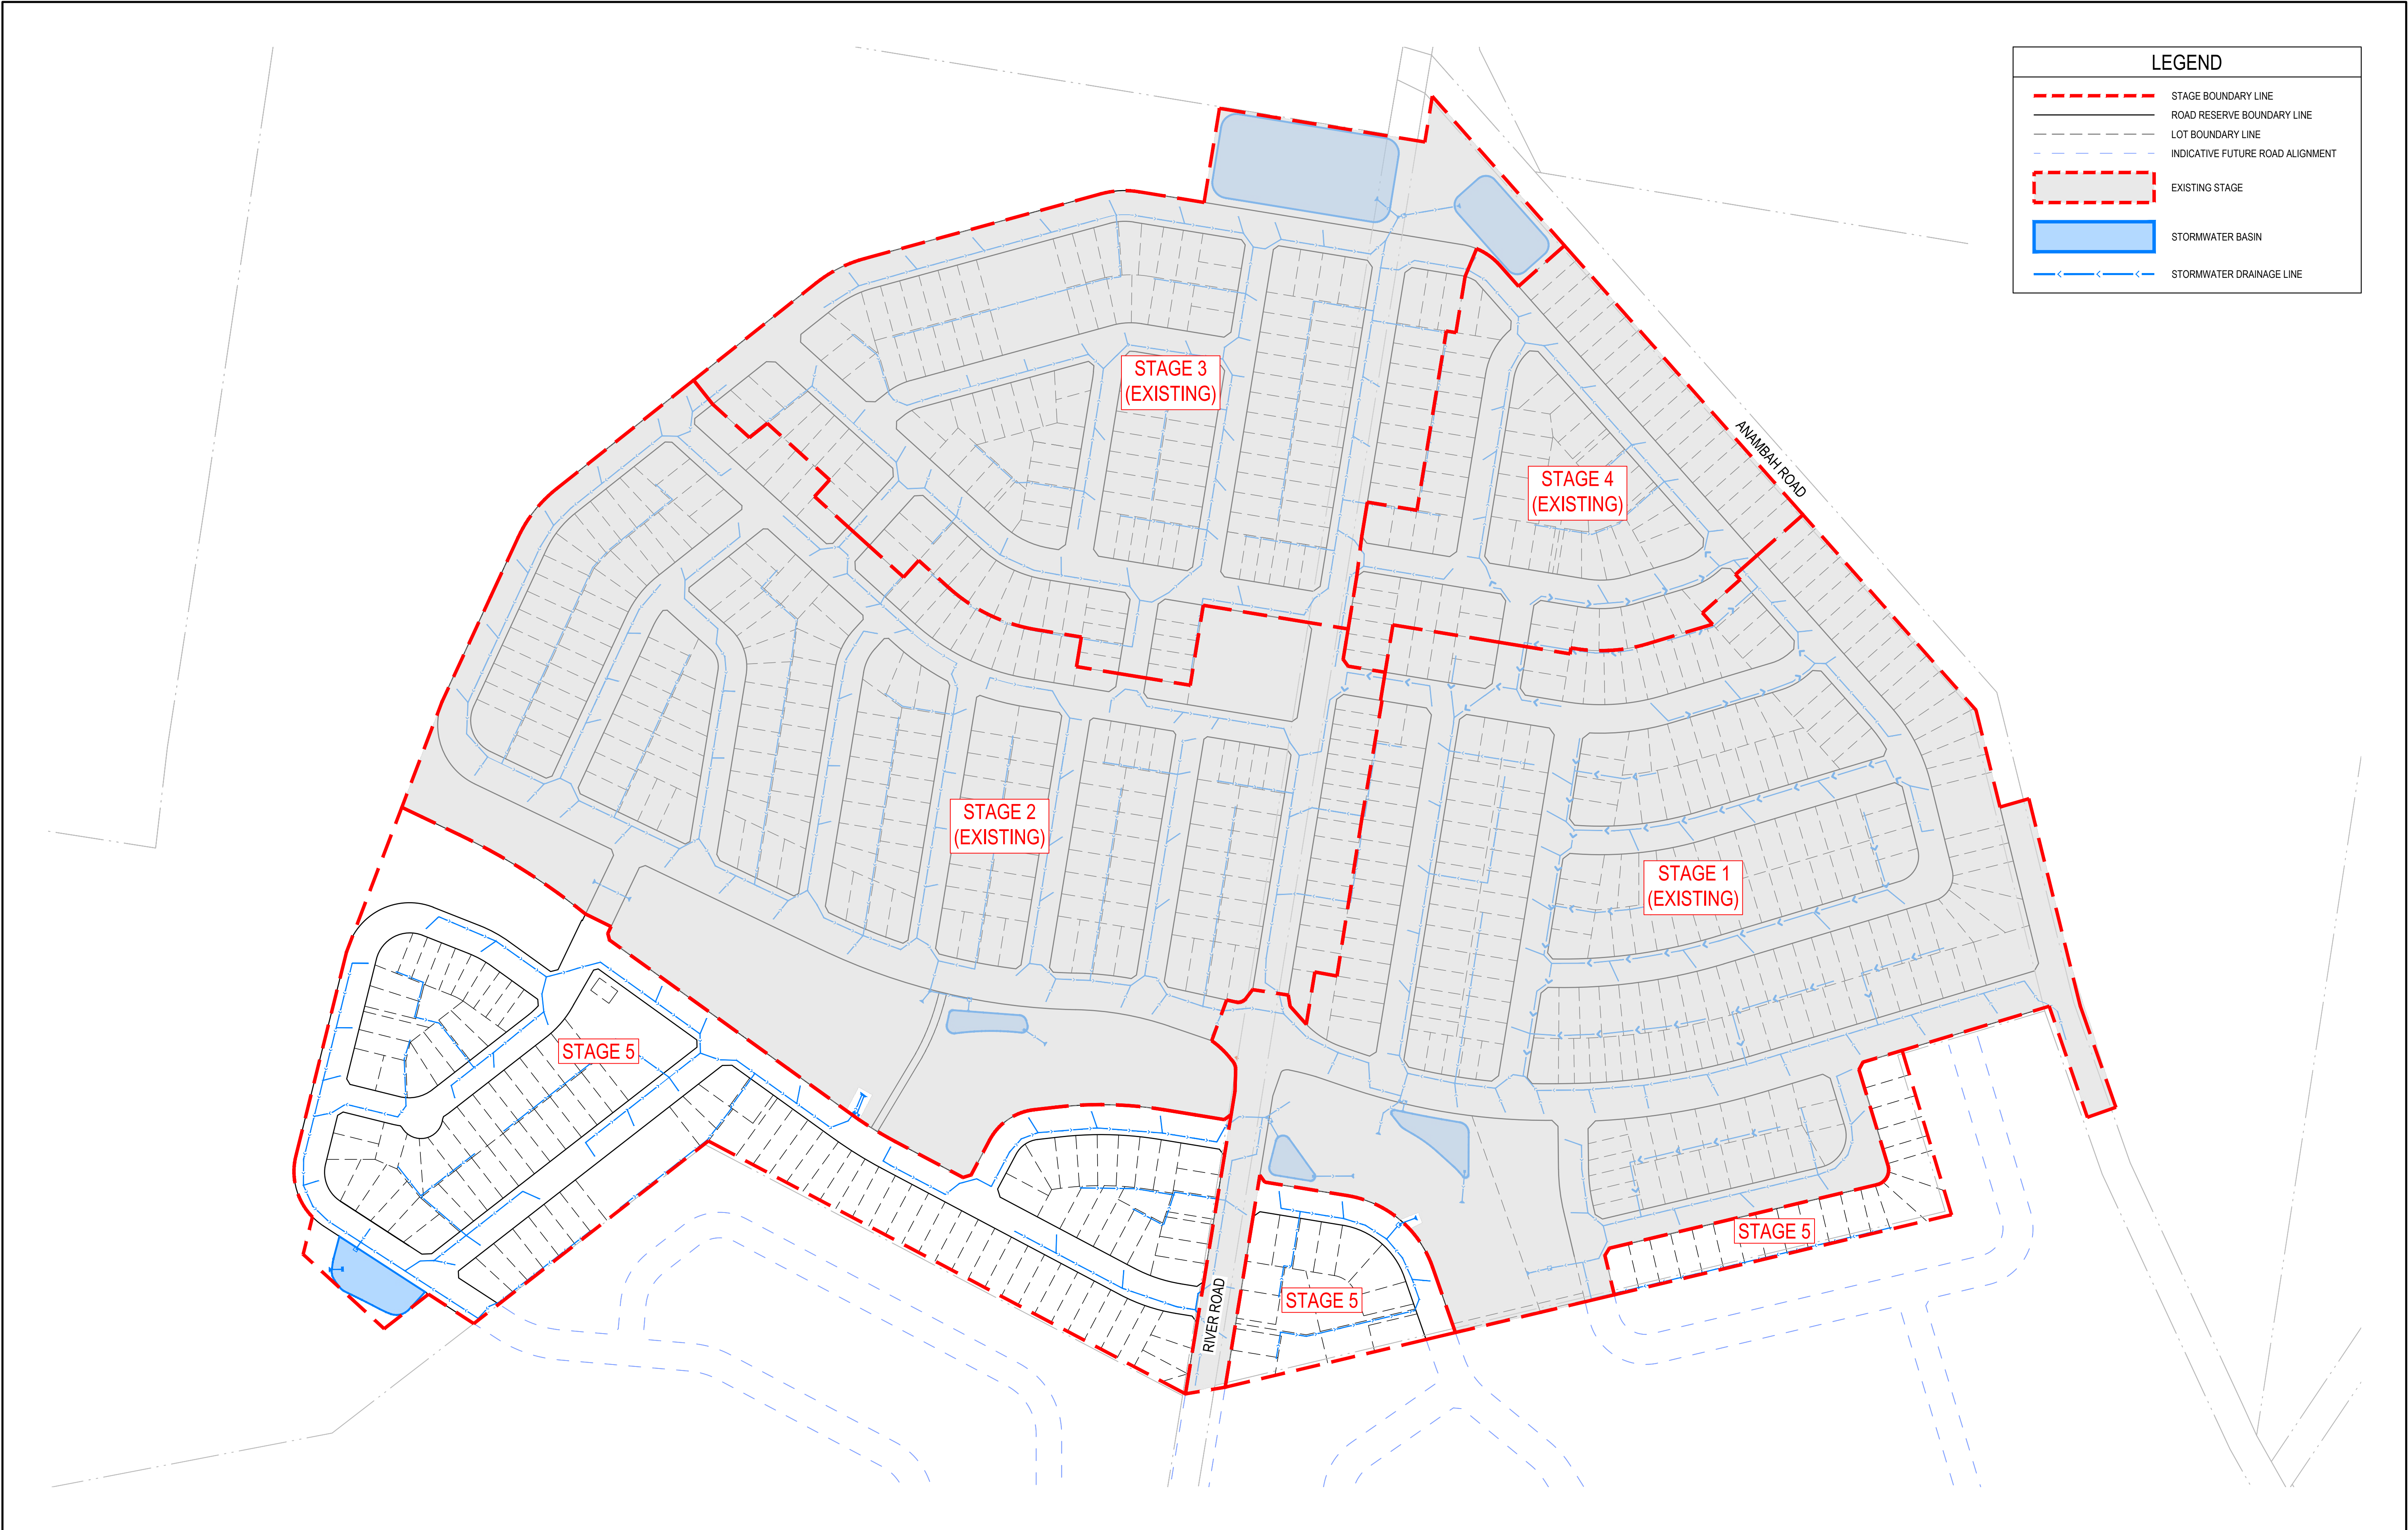 LEGEND
STAGE BOUNDARY LINE
ROAD RESERVE BOUNDARY LINE
LOT BOUNDARY LINE
INDICATIVE FUTURE ROAD ALIGNMENT
EXISTING STAGE
STORMWATER BASIN
STORMWATER DRAINAGE LINE
STAGE 3
(EXISTING)
ANAMBAH ROAD
STAGE 4
(EXISTING)
STAGE 2
(EXISTING)
STAGE 1
(EXISTING)
STAGE 5
STAGE 5
STAGE 5
RIVER ROAD